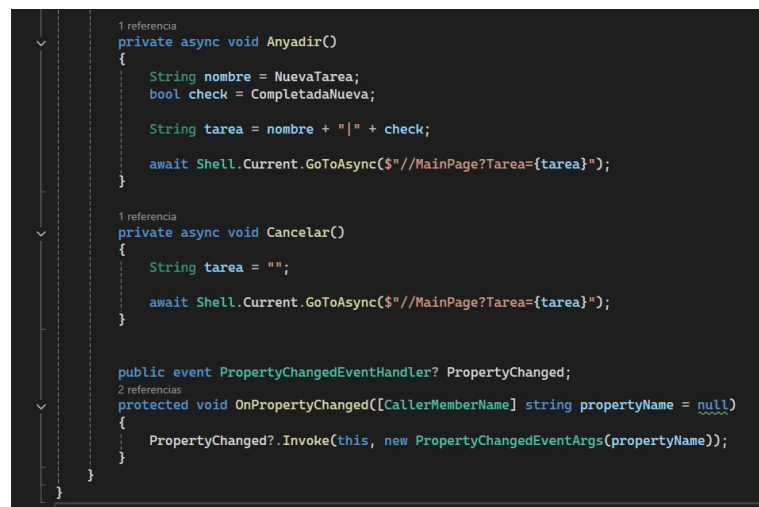 1 referencia
private async void Anyadir()
{
String nombre = NuevaTarea;
bool check = CompletadaNueva;
String tarea = nombre + "|" + check;
await Shell.Current.GoToAsync($"//MainPage?Tarea={tarea}");
}
1 referencia
private async void Cancelar()
{
String tarea = "";
await Shell.Current.GoToAsync($"//MainPage?Tarea={tarea}");
}
public event PropertyChangedEventHandler? PropertyChanged;
2 referencias
protected void OnPropertyChanged([CallerMemberName] string propertyName = null)
{
PropertyChanged?.Invoke(this, new PropertyChangedEventArgs(propertyName));
}
}
}